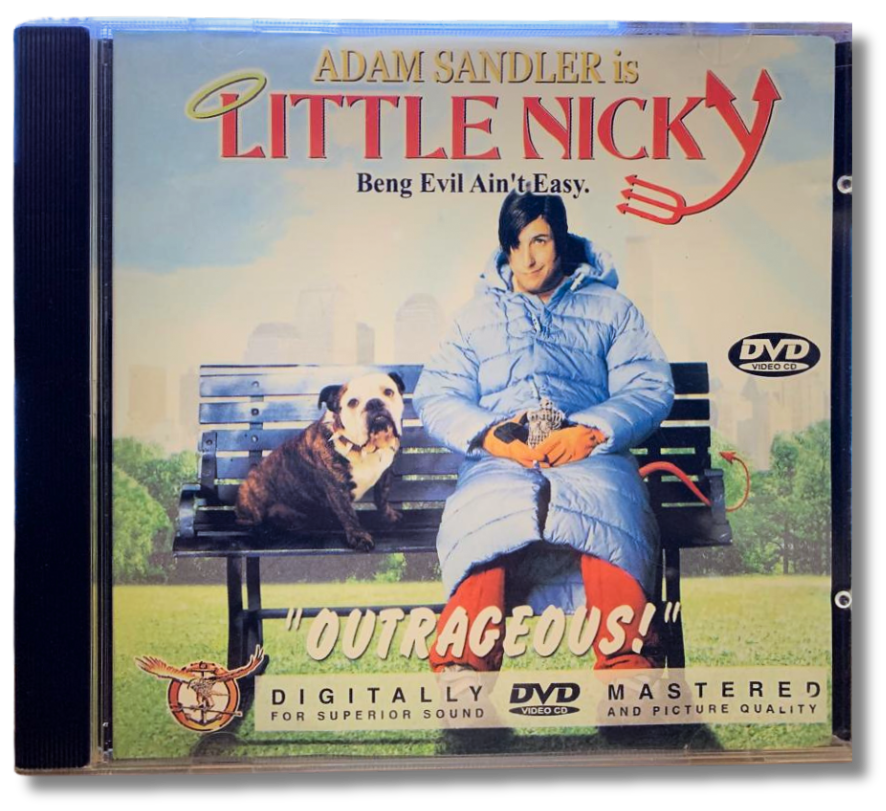 ADAM SANDLER is
LITTLE NICKY
Beng Evil Ain't Easy.
DVD
VIDEO CD
"OUTRAGEOUS!"
DIGITALLY DVD MASTERED
FOR SUPERIOR SOUND VIDEO CD AND PICTURE QUALITY